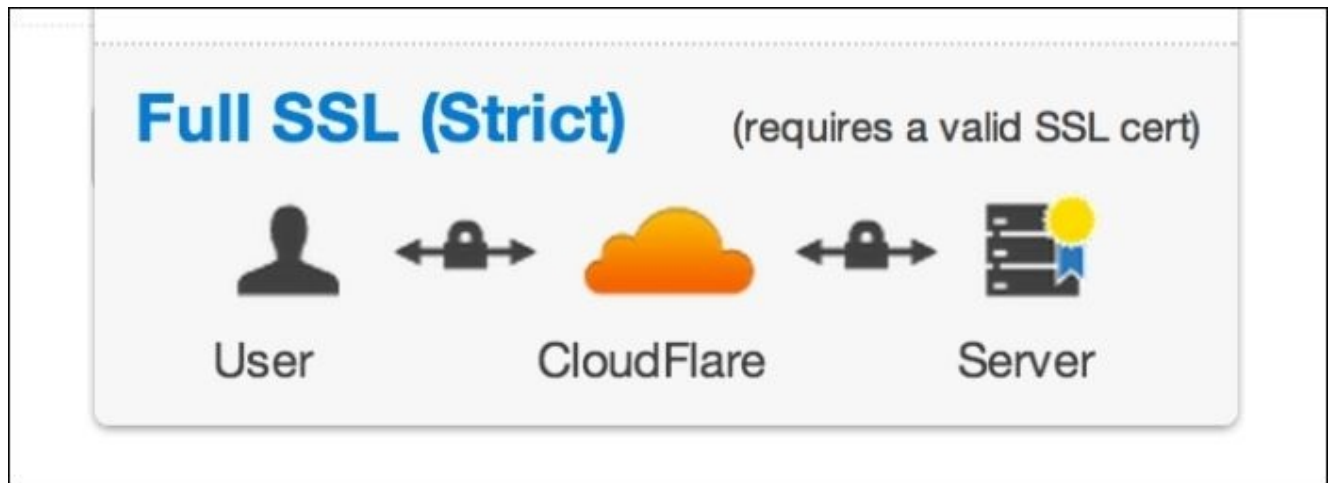 Full SSL (Strict) (requires a valid SSL cert)
User CloudFlare Server